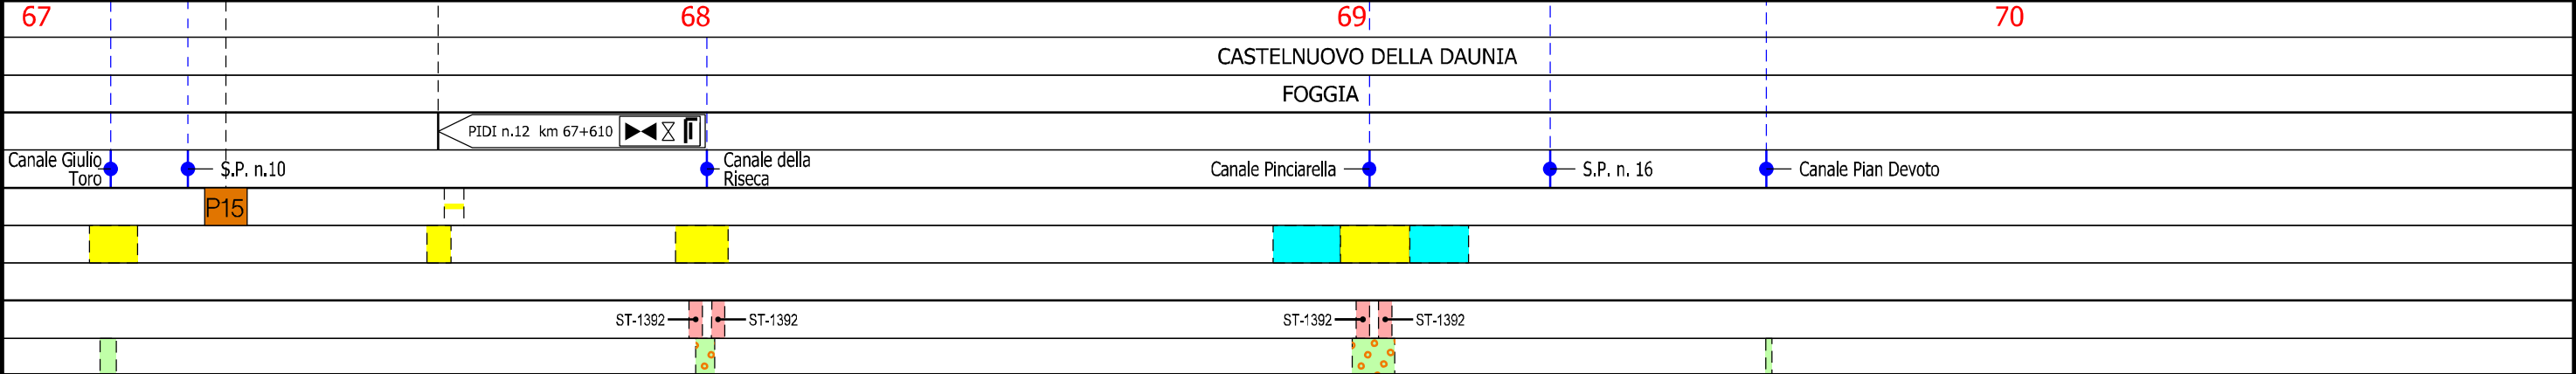 67 68 69 70
CASTELNUOVO DELLA DAUNIA
FOGGIA
PIDI n.12 km 67+610
Canale Giulio
Toro
S.P. n.10
Canale della
Riseca
Canale Pinciarella
S.P. n. 16
Canale Pian Devoto
P15
ST-1392 ST-1392 ST-1392 ST-1392